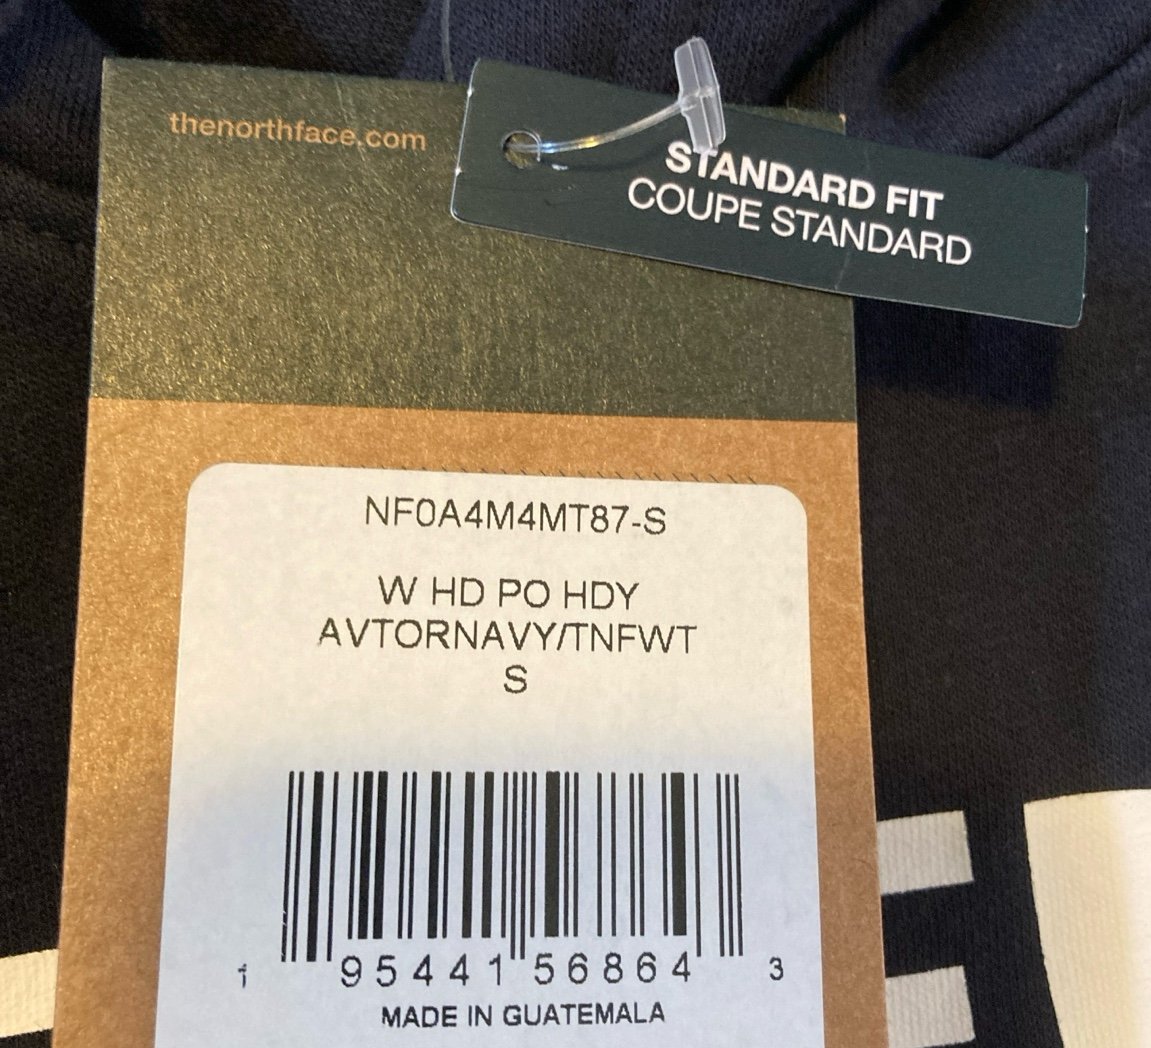 thenorthface.com
STANDARD FIT
COUPE STANDARD
NF0A4M4MT87-S
W HD PO HDY
AVTORNAVY/TNFWT
S
1 95441 56864 3
MADE IN GUATEMALA